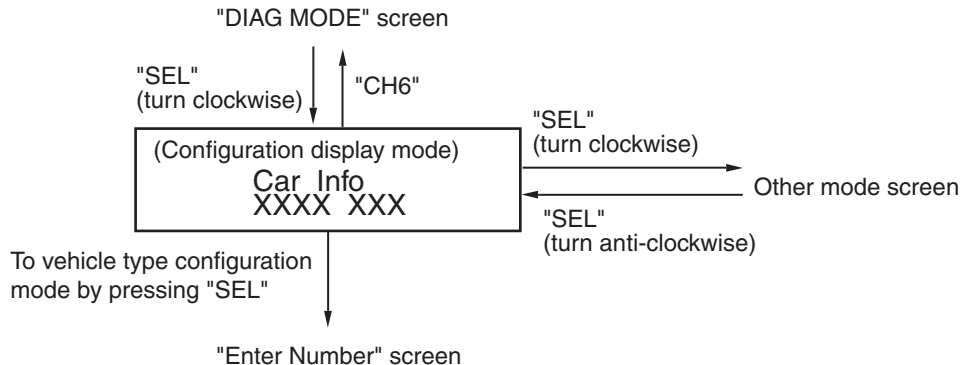 "DIAG MODE" screen
"SEL"
(turn clockwise)
"CH6"
(Configuration display mode)
Car Info
XXXX XXX
"SEL"
(turn clockwise)
Other mode screen
"SEL"
(turn anti-clockwise)
To vehicle type configuration
mode by pressing "SEL"
"Enter Number" screen